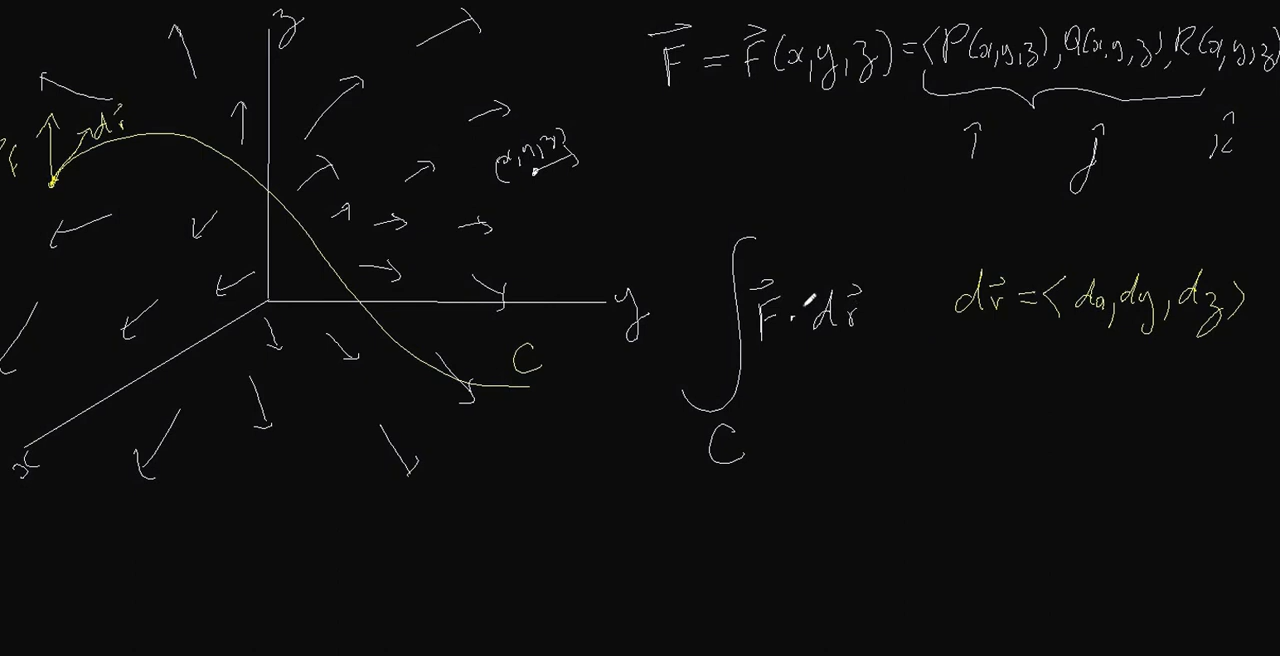 z
F⃗ = F⃗(x,y,z) = ⟨P(x,y,z), Q(x,y,z), R(x,y,z)
î ĵ k̂
dr⃗
F⃗
(x,y,z)
y
∫ F⃗ · dr⃗
C
dr⃗ = ⟨dx, dy, dz⟩
C
x